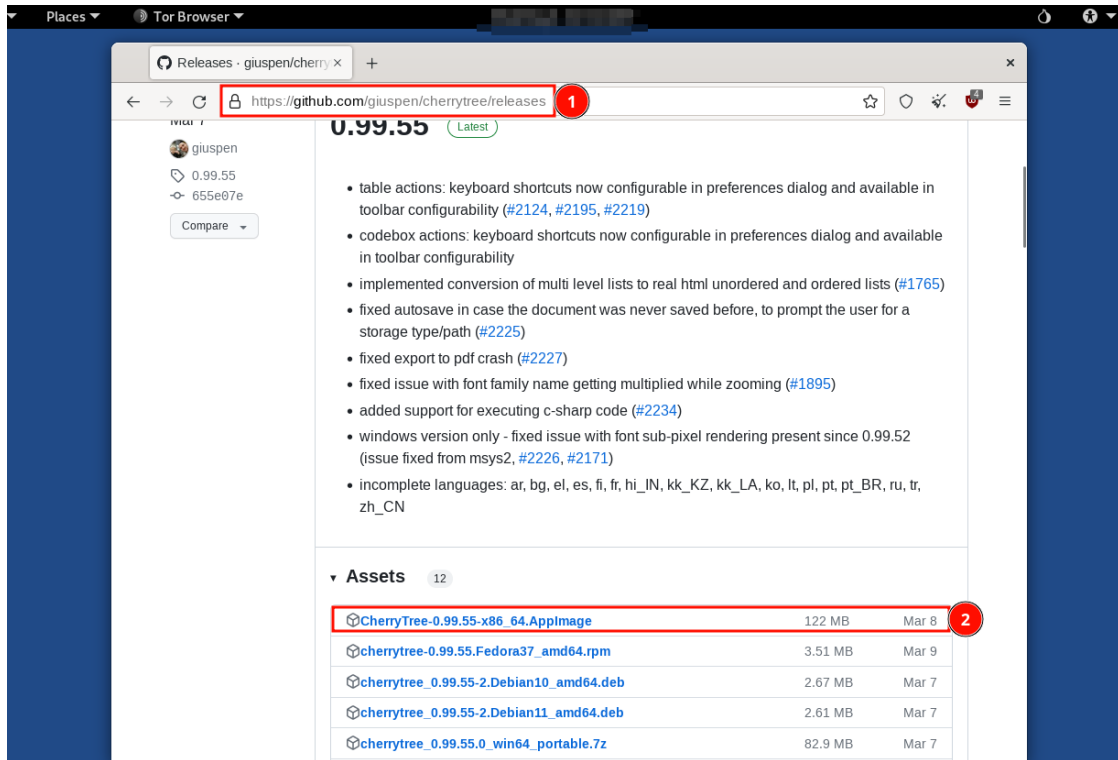 Places
Tor Browser
Releases · giuspen/cherry
https://github.com/giuspen/cherrytree/releases
1
4
Mar 7
0.99.55
Latest
giuspen
0.99.55
655e07e
Compare
• table actions: keyboard shortcuts now configurable in preferences dialog and available in
toolbar configurability (#2124, #2195, #2219)
• codebox actions: keyboard shortcuts now configurable in preferences dialog and available
in toolbar configurability
• implemented conversion of multi level lists to real html unordered and ordered lists (#1765)
• fixed autosave in case the document was never saved before, to prompt the user for a
storage type/path (#2225)
• fixed export to pdf crash (#2227)
• fixed issue with font family name getting multiplied while zooming (#1895)
• added support for executing c-sharp code (#2234)
• windows version only - fixed issue with font sub-pixel rendering present since 0.99.52
(issue fixed from msys2, #2226, #2171)
• incomplete languages: ar, bg, el, es, fi, fr, hi_IN, kk_KZ, kk_LA, ko, lt, pl, pt, pt_BR, ru, tr,
zh_CN
Assets 12
CherryTree-0.99.55-x86_64.AppImage 122 MB Mar 8 2
cherrytree-0.99.55.Fedora37_amd64.rpm 3.51 MB Mar 9
cherrytree_0.99.55-2.Debian10_amd64.deb 2.67 MB Mar 7
cherrytree_0.99.55-2.Debian11_amd64.deb 2.61 MB Mar 7
cherrytree_0.99.55.0_win64_portable.7z 82.9 MB Mar 7